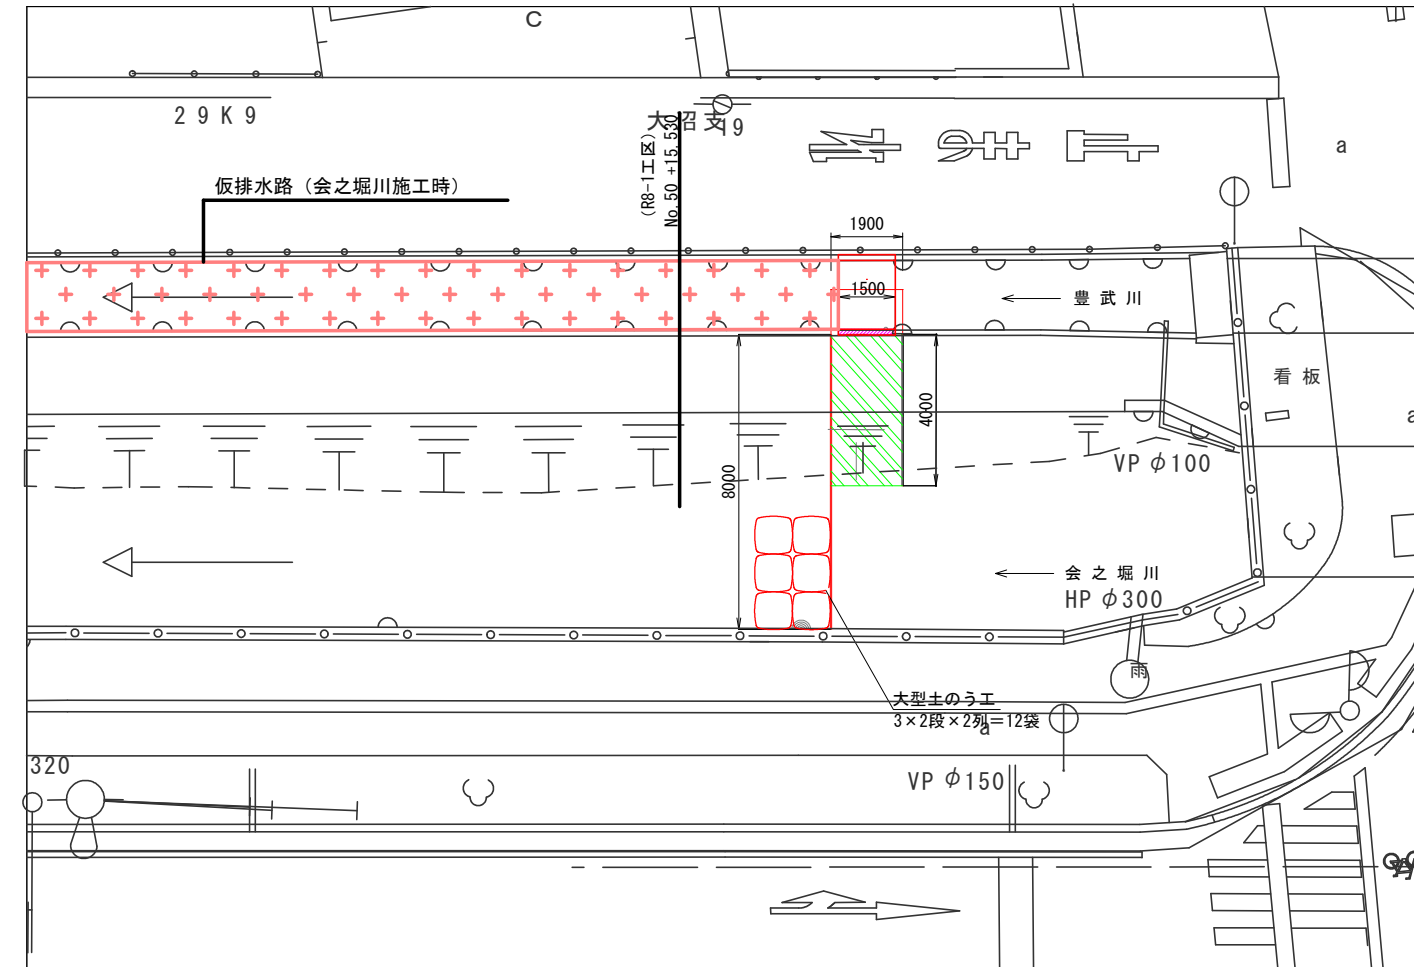 C
29K9
大沼支19
(R8-1工区)
No.50 +15.530
a
仮排水路（会之堀川施工時）
1900
1500
豊武川
看板
a
4000
8000
VP φ100
会之堀川
HP φ300
雨
大型土のう工
3×2段×2列＝12袋
a
320
VP φ150